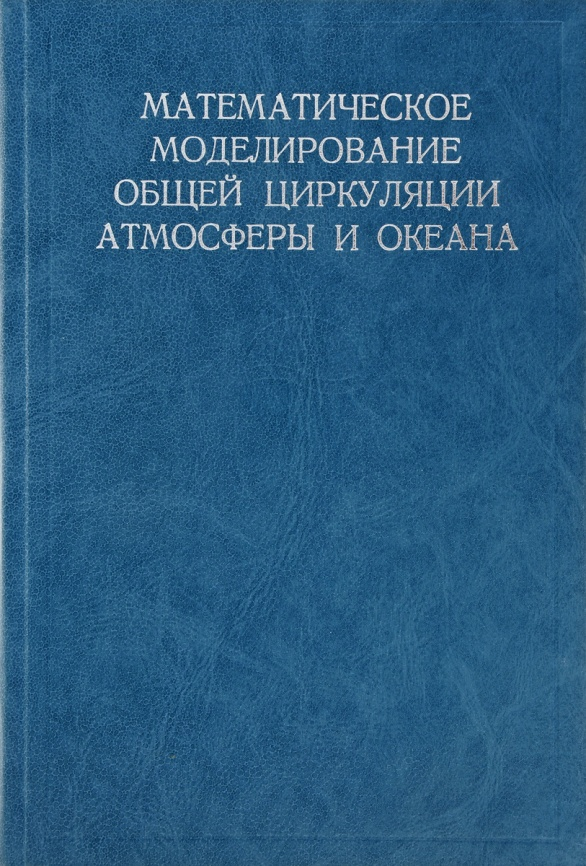 МАТЕМАТИЧЕСКОЕ
МОДЕЛИРОВАНИЕ
ОБЩЕЙ ЦИРКУЛЯЦИИ
АТМОСФЕРЫ И ОКЕАНА